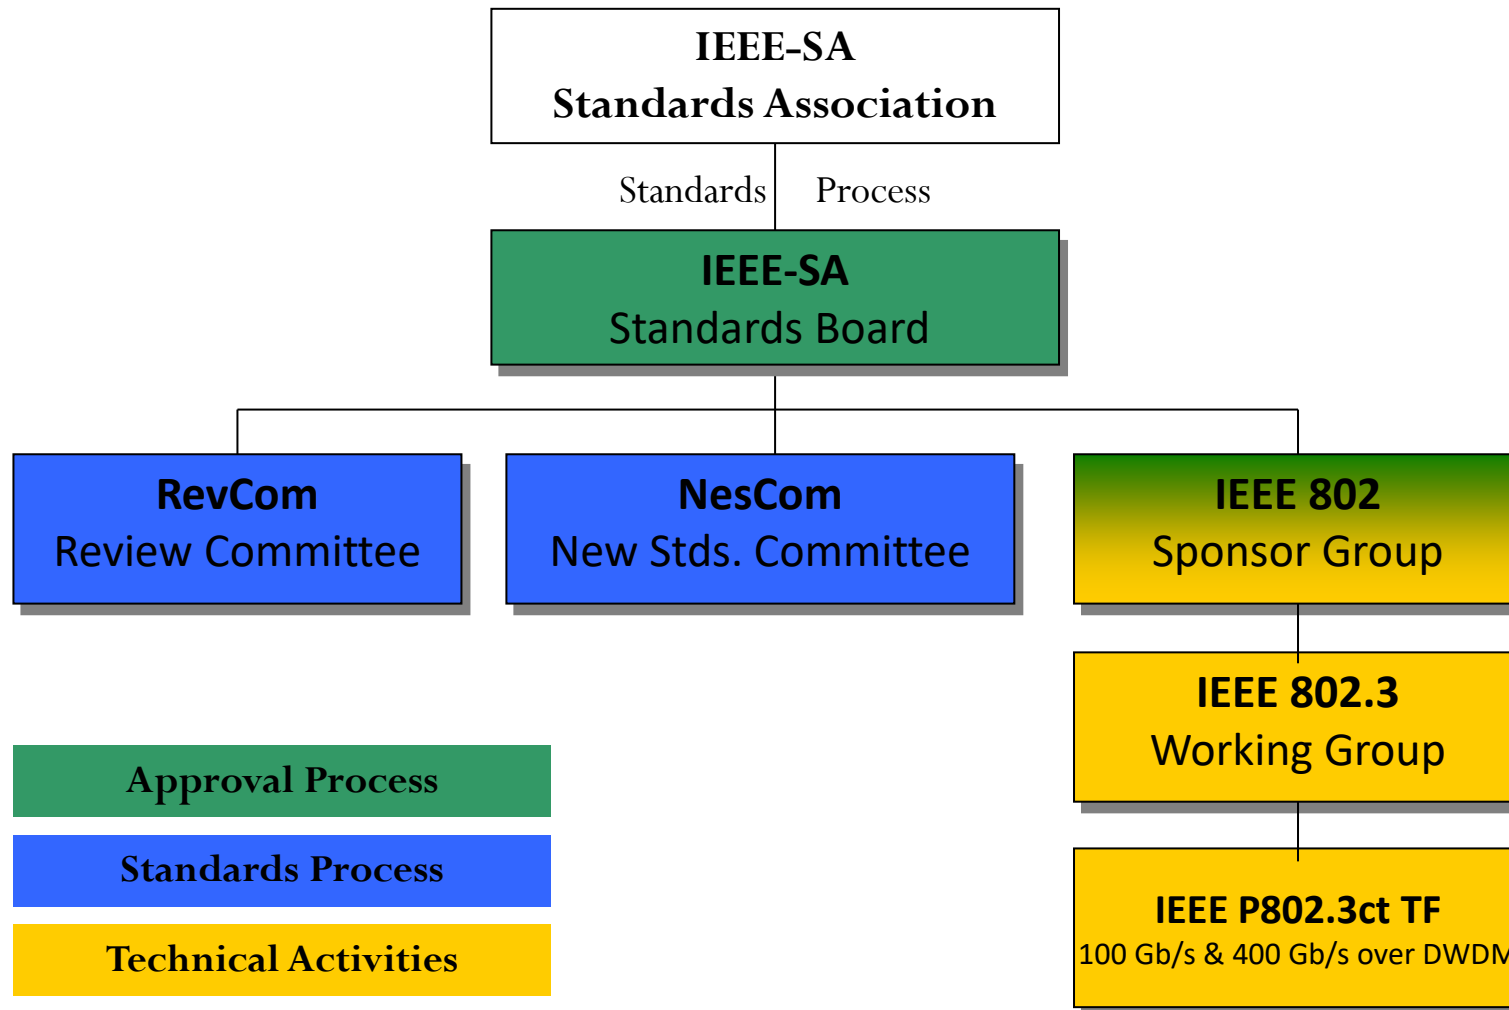 IEEE-SA
Standards Association
Standards Process
IEEE-SA
Standards Board
RevCom
Review Committee
NesCom
New Stds. Committee
IEEE 802
Sponsor Group
IEEE 802.3
Working Group
IEEE P802.3ct TF
100 Gb/s & 400 Gb/s over DWDM
Approval Process
Standards Process
Technical Activities